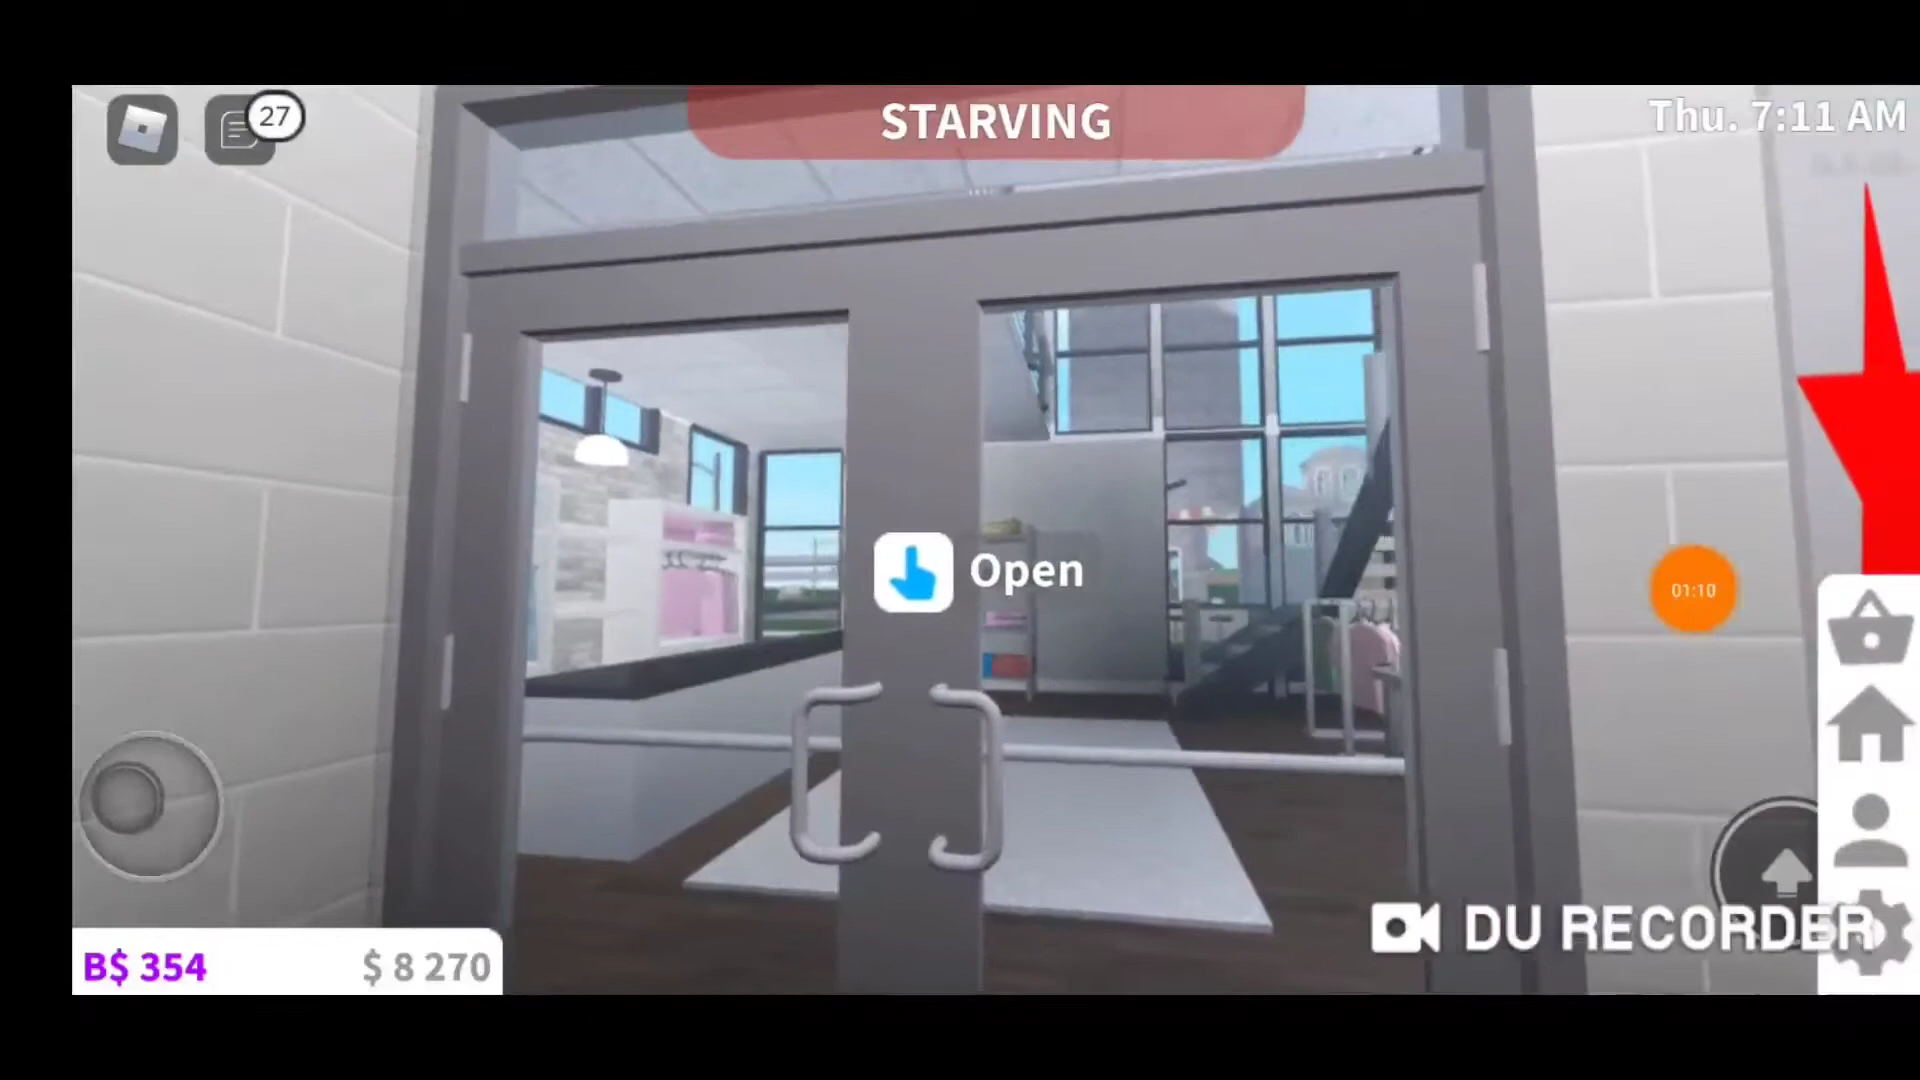 27
STARVING
Thu. 7:11 AM
Open
01:10
DU RECORDER
B$ 354
$ 8 270